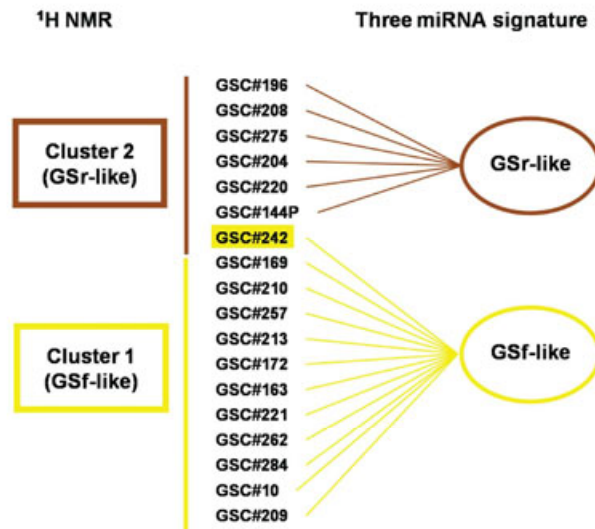 ¹H NMR
Three miRNA signature
Cluster 2
(GSr-like)
GSC#196
GSC#208
GSC#275
GSC#204
GSC#220
GSC#144P
GSC#242
GSC#169
GSC#210
GSC#257
GSC#213
GSC#172
GSC#163
GSC#221
GSC#262
GSC#284
GSC#10
GSC#209
Cluster 1
(GSf-like)
GSr-like
GSf-like